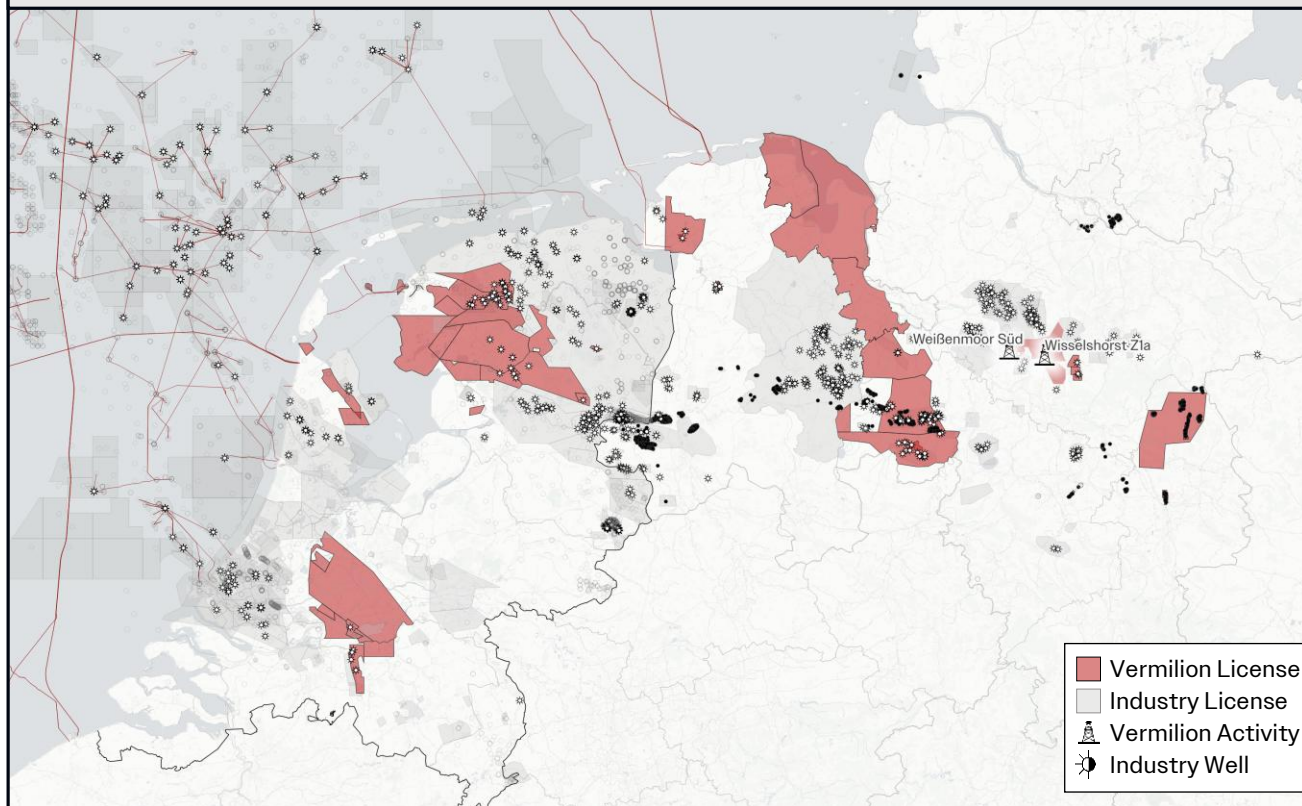 Weißenmoor Süd
Wisselshorst Z1a
Vermilion License
Industry License
Vermilion Activity
Industry Well